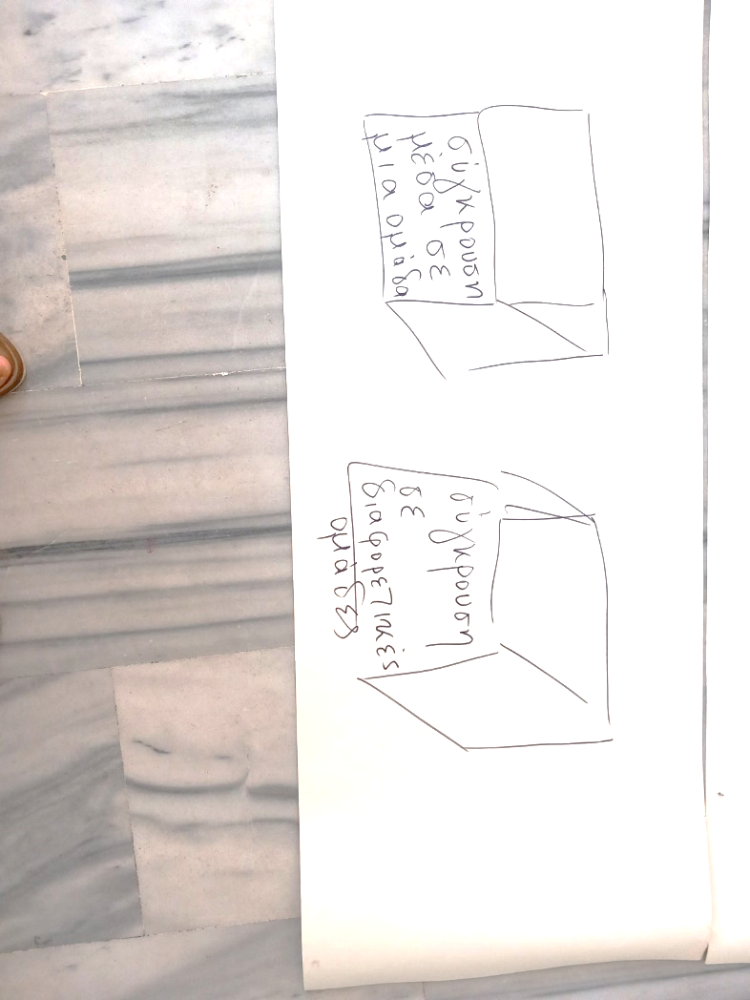 σύγκρουση
μέσα σε
μια ομάδα
σύγκρουση
σε
διαφορετικές
ομάδες